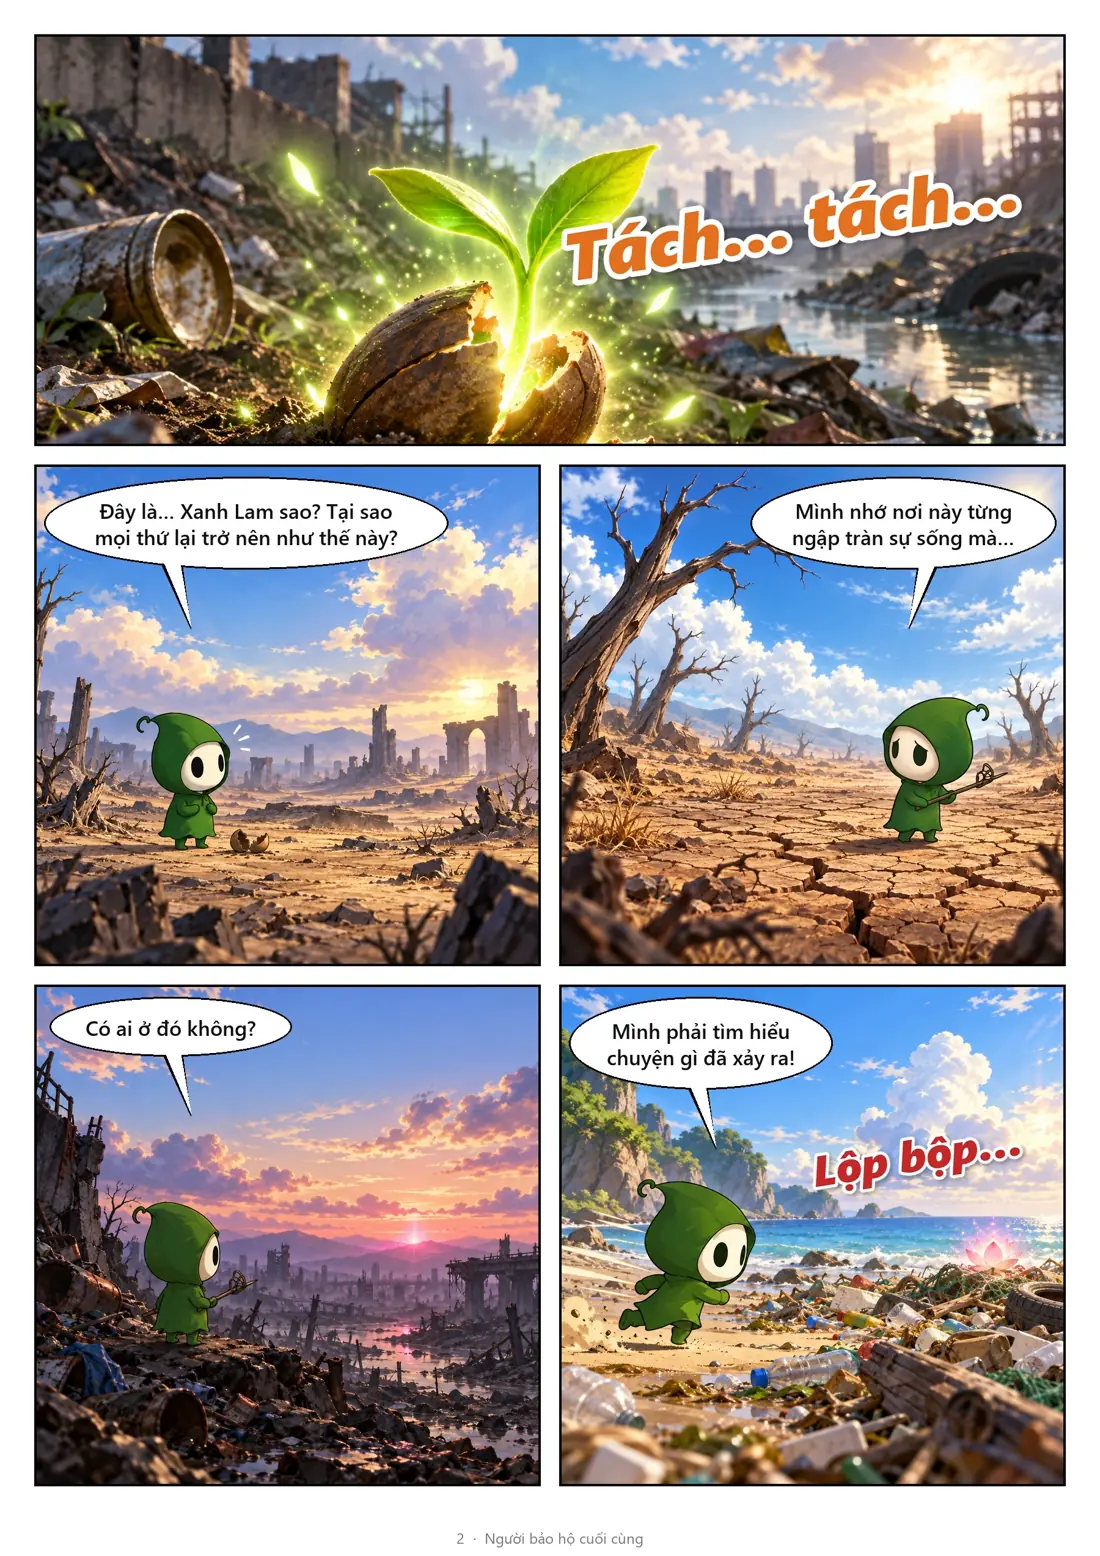 Tách... tách...
Đây là... Xanh Lam sao? Tại sao
mọi thứ lại trở nên như thế này?
Mình nhớ nơi này từng
ngập tràn sự sống mà...
Có ai ở đó không?
Mình phải tìm hiểu
chuyện gì đã xảy ra!
Lộp bộp...
2 · Người bảo hộ cuối cùng